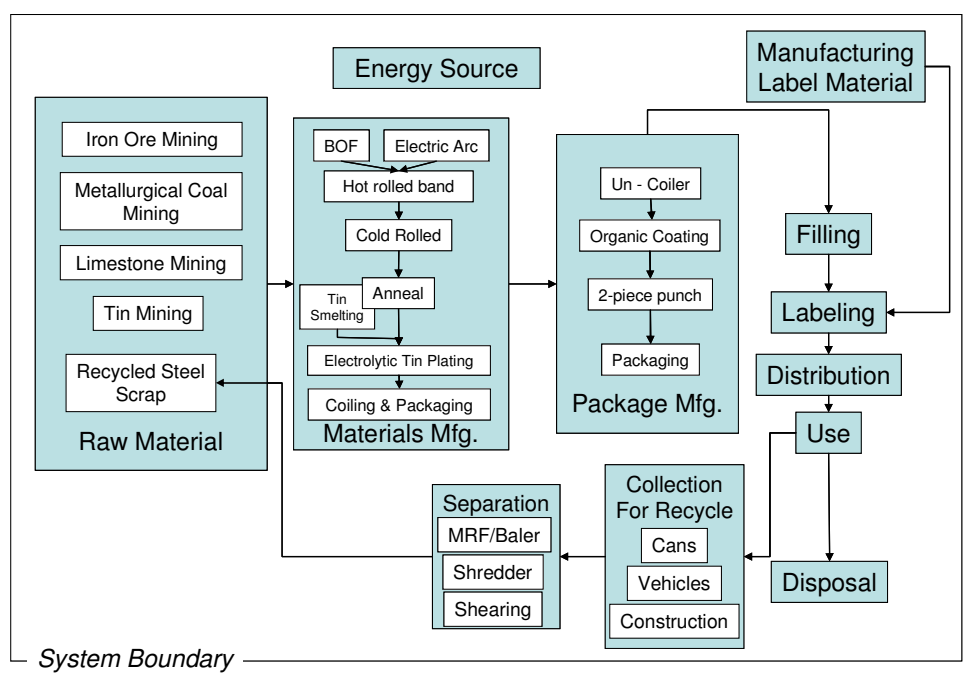 Energy Source
Manufacturing
Label Material
Iron Ore Mining
Metallurgical Coal
Mining
Limestone Mining
Tin Mining
Recycled Steel
Scrap
Raw Material
BOF
Electric Arc
Hot rolled band
Cold Rolled
Anneal
Tin
Smelting
Electrolytic Tin Plating
Coiling & Packaging
Materials Mfg.
Un - Coiler
Organic Coating
2-piece punch
Packaging
Package Mfg.
Filling
Labeling
Distribution
Use
Disposal
Collection
For Recycle
Cans
Vehicles
Construction
Separation
MRF/Baler
Shredder
Shearing
System Boundary